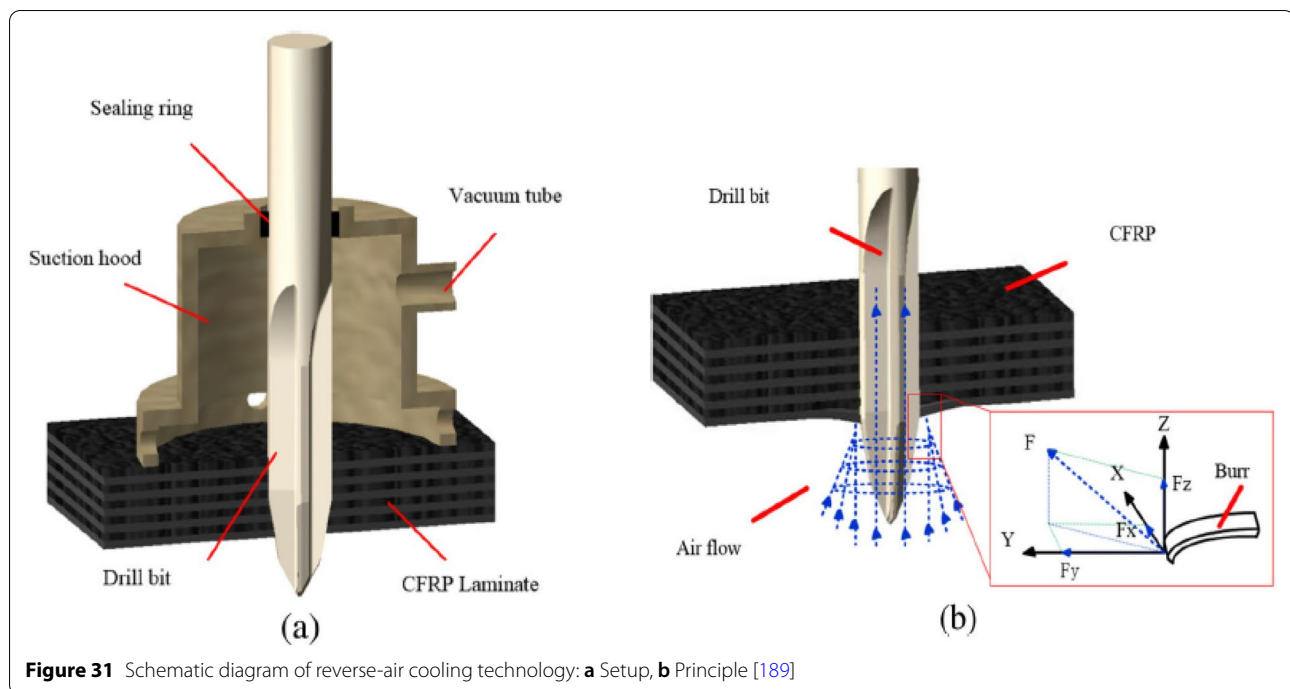 Sealing ring
Vacuum tube
Suction hood
Drill bit
CFRP Laminate
(a)
Drill bit
CFRP
Air flow
F
Z
X
Fz
Burr
Fx
Y
Fy
(b)
Figure 31 Schematic diagram of reverse-air cooling technology: a Setup, b Principle [189]